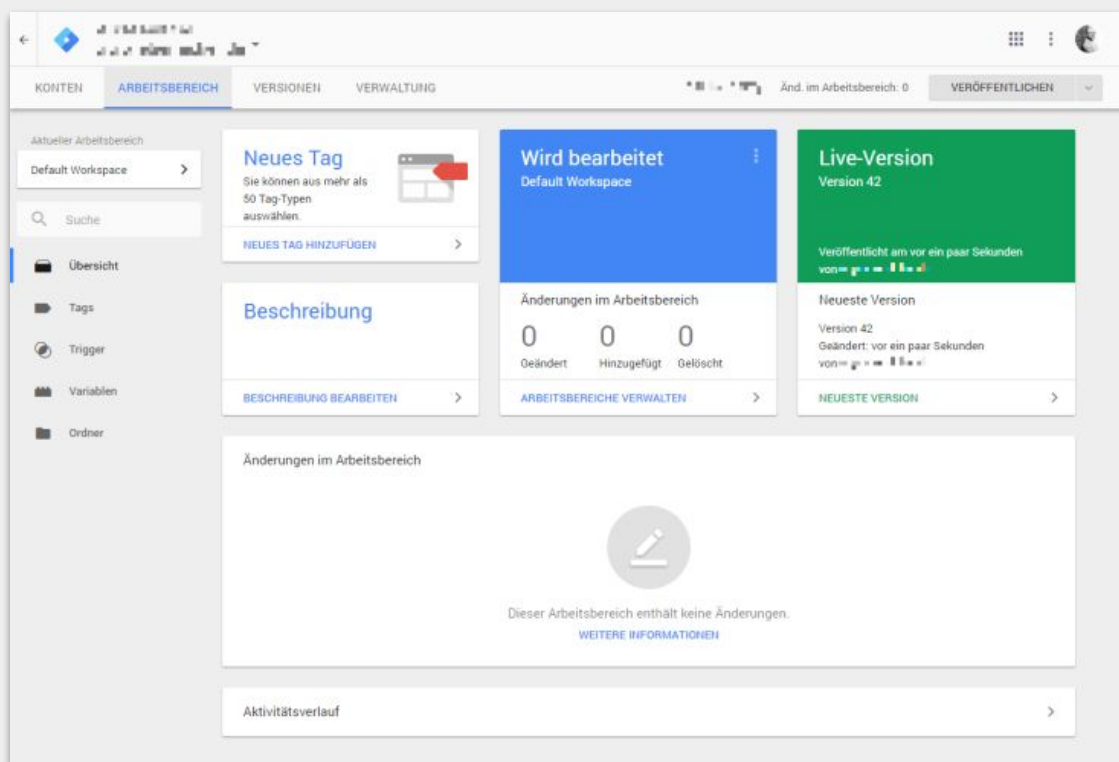 KONTEN ARBEITSBEREICH VERSIONEN VERWALTUNG Änd. im Arbeitsbereich: 0 VERÖFFENTLICHEN
Aktueller Arbeitsbereich
Default Workspace
Suche
Übersicht
Tags
Trigger
Variablen
Ordner
Neues Tag
Sie können aus mehr als
50 Tag-Typen
auswählen.
NEUES TAG HINZUFÜGEN
Beschreibung
BESCHREIBUNG BEARBEITEN
Wird bearbeitet
Default Workspace
Änderungen im Arbeitsbereich
0 0 0
Geändert Hinzugefügt Gelöscht
ARBEITSBEREICHE VERWALTEN
Live-Version
Version 42
Veröffentlicht am vor ein paar Sekunden
von
Neueste Version
Version 42
Geändert: vor ein paar Sekunden
von
NEUESTE VERSION
Änderungen im Arbeitsbereich
Dieser Arbeitsbereich enthält keine Änderungen.
WEITERE INFORMATIONEN
Aktivitätsverlauf